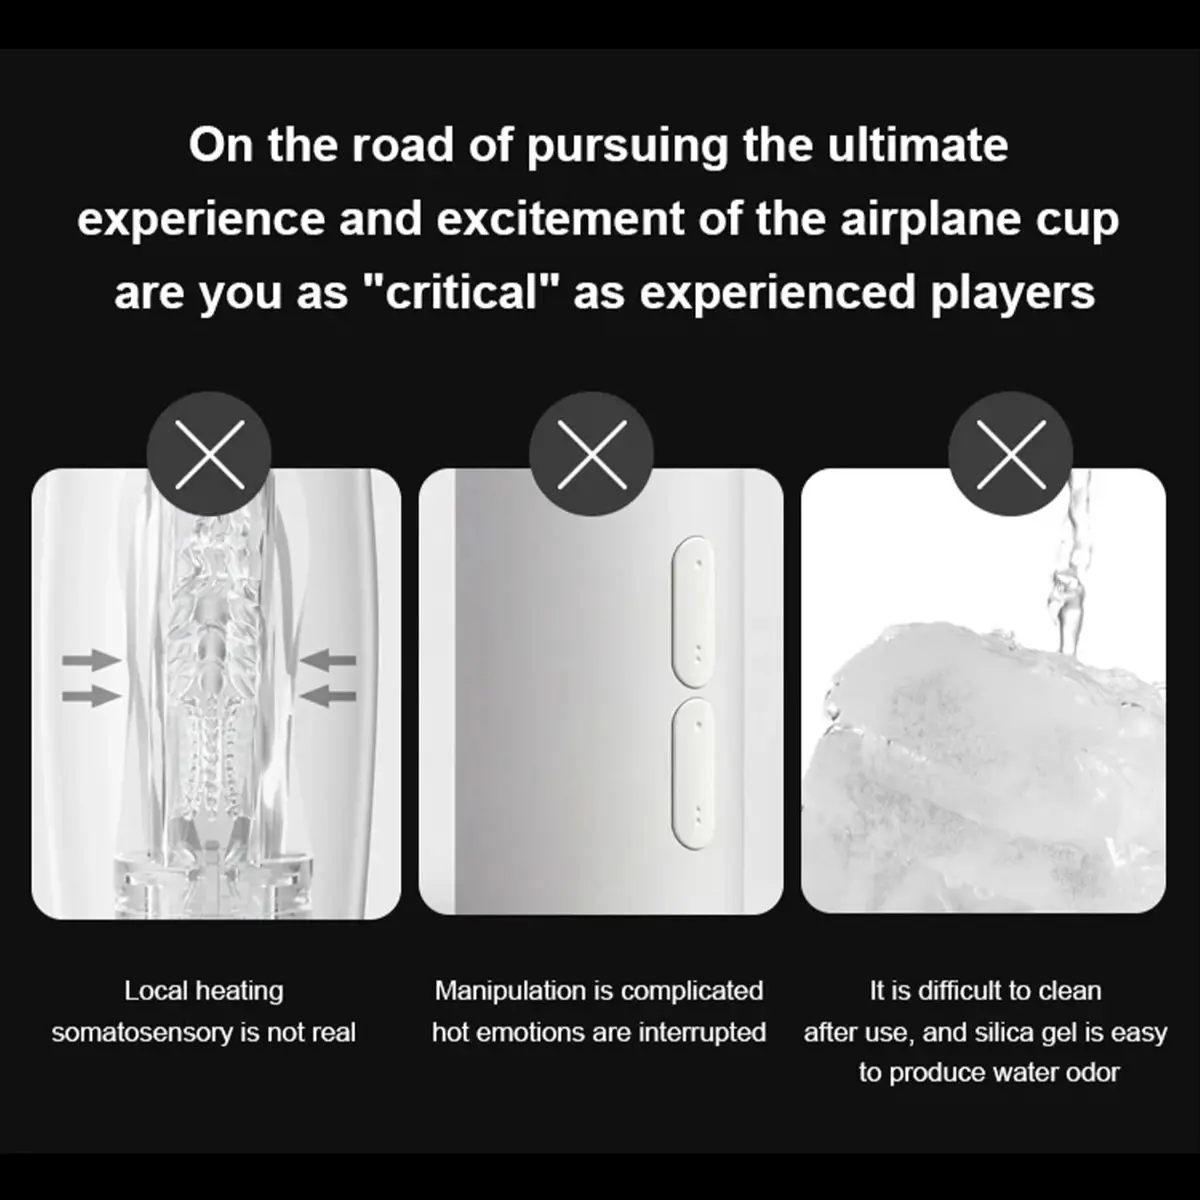 On the road of pursuing the ultimate
experience and excitement of the airplane cup
are you as "critical" as experienced players
Local heating
somatosensory is not real
Manipulation is complicated
hot emotions are interrupted
It is difficult to clean
after use, and silica gel is easy
to produce water odor